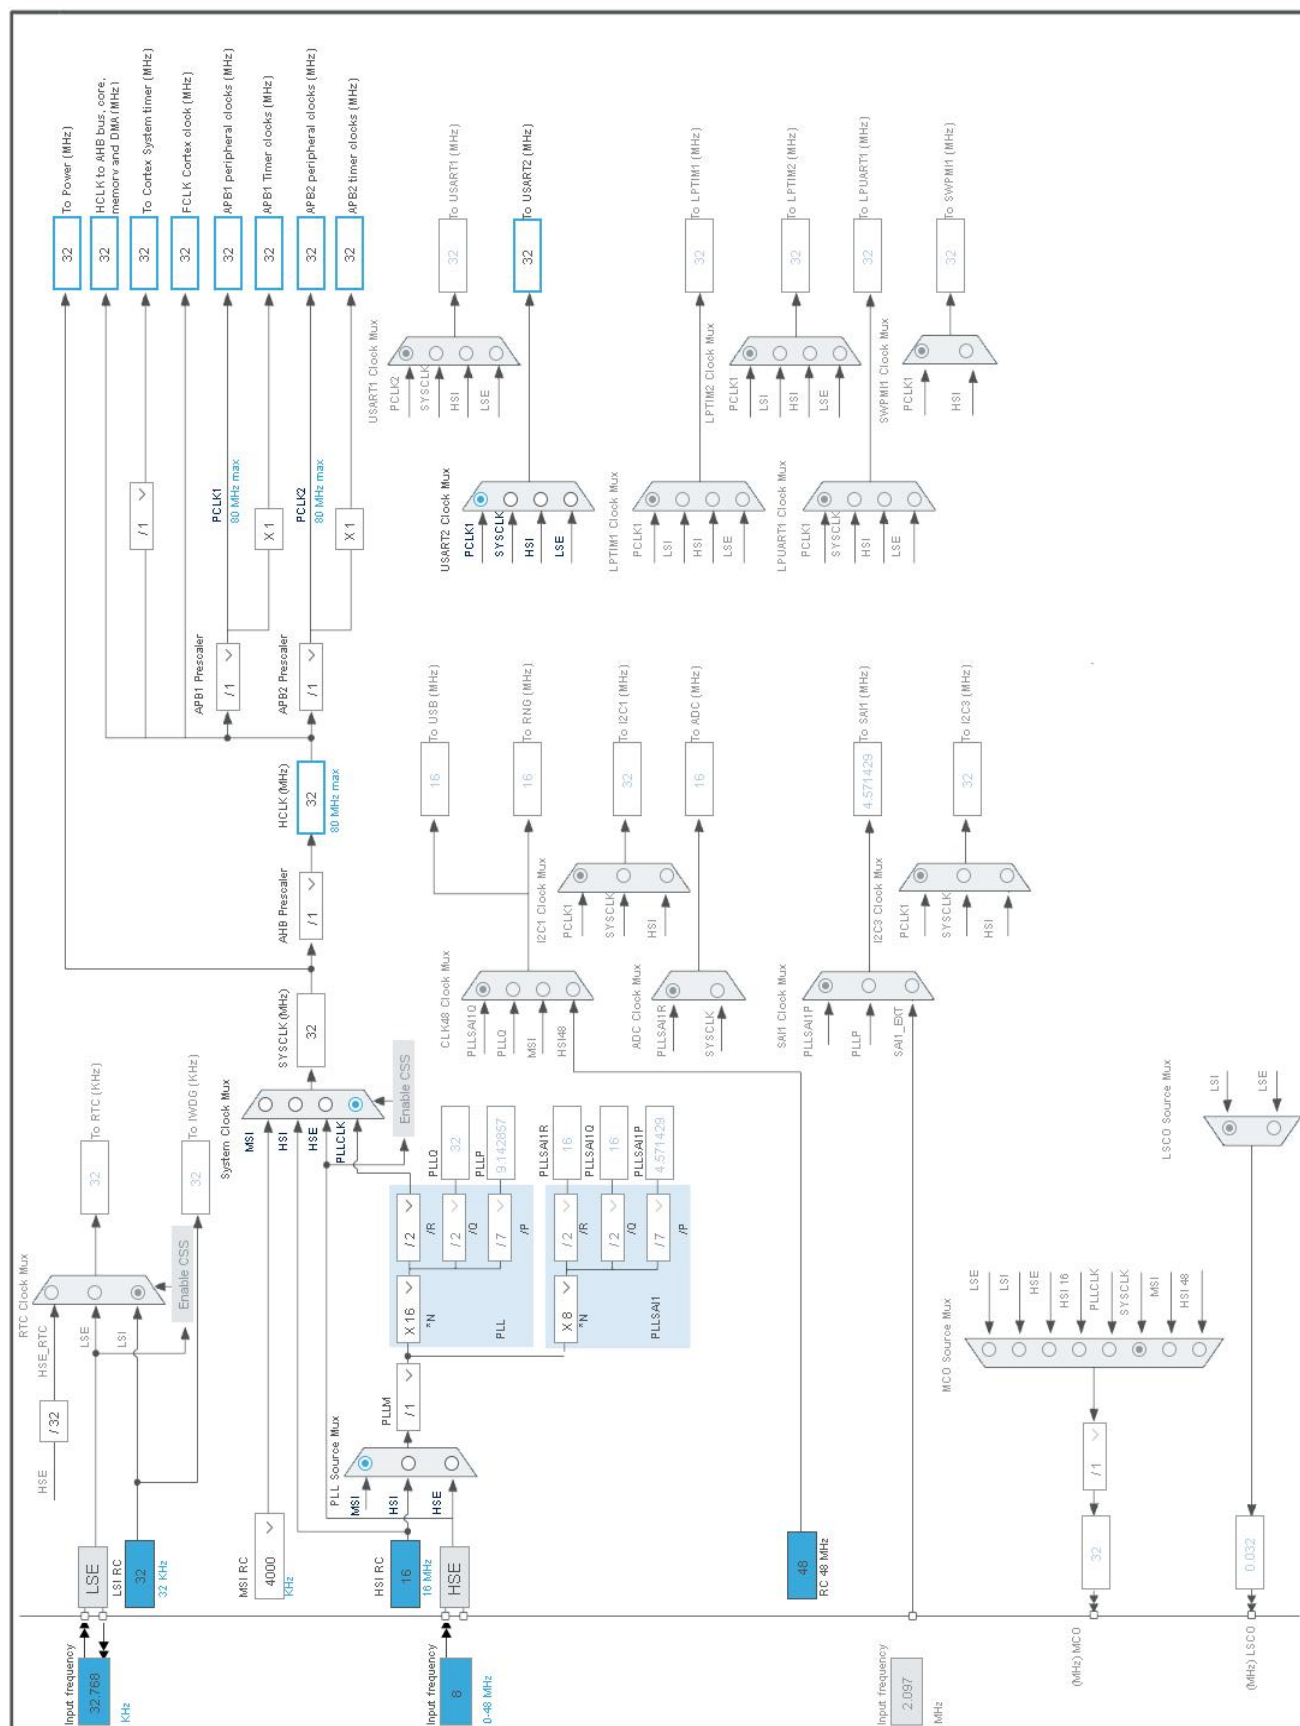 Input frequency
32.768
KHz
LSE
LSI RC
32
32 KHz
HSE
/ 32
HSE_RTC
LSE
LSI
RTC Clock Mux
Enable CSS
32
To RTC (KHz)
32
To IWDG (KHz)
MSI RC
4000
KHz
HSI RC
16
16 MHz
Input frequency
8
0-48 MHz
HSE
PLL Source Mux
MSI
HSI
HSE
PLLM
/ 1
X 16
*N
PLL
/ 2
/R
/ 2
/Q
/ 7
/P
PLLQ
32
PLLP
9.142857
X 8
*N
PLLSAI1
/ 2
/R
/ 2
/Q
/ 7
/P
PLLSAI1R
16
PLLSAI1Q
16
PLLSAI1P
4.571429
System Clock Mux
MSI
HSI
HSE
PLLCLK
Enable CSS
SYSCLK (MHz)
32
AHB Prescaler
/ 1
HCLK (MHz)
32
80 MHz max
APB1 Prescaler
/ 1
APB2 Prescaler
/ 1
/ 1
PCLK1
80 MHz max
X 1
PCLK2
80 MHz max
X 1
32
To Power (MHz)
32
HCLK to AHB bus, core,
memory and DMA (MHz)
32
To Cortex System timer (MHz)
32
FCLK Cortex clock (MHz)
32
APB1 peripheral clocks (MHz)
32
APB1 Timer clocks (MHz)
32
APB2 peripheral clocks (MHz)
32
APB2 timer clocks (MHz)
USART1 Clock Mux
PCLK2
SYSCLK
HSI
LSE
32
To USART1 (MHz)
USART2 Clock Mux
PCLK1
SYSCLK
HSI
LSE
32
To USART2 (MHz)
LPTIM1 Clock Mux
PCLK1
LSI
HSI
LSE
32
To LPTIM1 (MHz)
LPTIM2 Clock Mux
PCLK1
LSI
HSI
LSE
32
To LPTIM2 (MHz)
LPUART1 Clock Mux
PCLK1
SYSCLK
HSI
LSE
32
To LPUART1 (MHz)
SWPMI1 Clock Mux
PCLK1
HSI
32
To SWPMI1 (MHz)
CLK48 Clock Mux
PLLSAI1Q
PLLQ
MSI
HSI48
16
To USB (MHz)
16
To RNG (MHz)
I2C1 Clock Mux
PCLK1
SYSCLK
HSI
32
To I2C1 (MHz)
ADC Clock Mux
PLLSAI1R
SYSCLK
16
To ADC (MHz)
SAI1 Clock Mux
PLLSAI1P
PLLP
SAI1_EXT
4.571429
To SAI1 (MHz)
I2C3 Clock Mux
PCLK1
SYSCLK
HSI
32
To I2C3 (MHz)
48
RC 48 MHz
Input frequency
2.097
MHz
MCO Source Mux
LSE
LSI
HSE
HSI 16
PLLCLK
SYSCLK
MSI
HSI 48
/ 1
32
(MHz) MCO
LSCO Source Mux
LSI
LSE
0.032
(MHz) LSCO